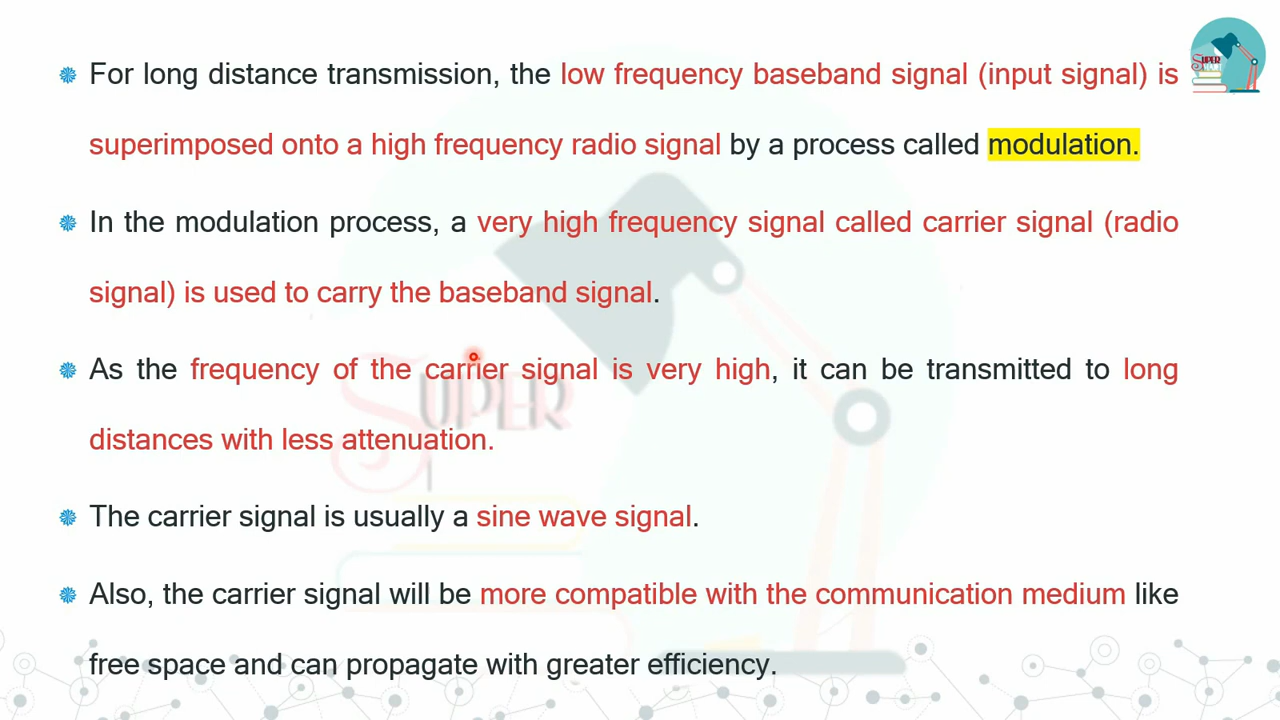 For long distance transmission, the low frequency baseband signal (input signal) is
superimposed onto a high frequency radio signal by a process called modulation.
In the modulation process, a very high frequency signal called carrier signal (radio
signal) is used to carry the baseband signal.
As the frequency of the carrier signal is very high, it can be transmitted to long
distances with less attenuation.
The carrier signal is usually a sine wave signal.
Also, the carrier signal will be more compatible with the communication medium like
free space and can propagate with greater efficiency.
SUPER